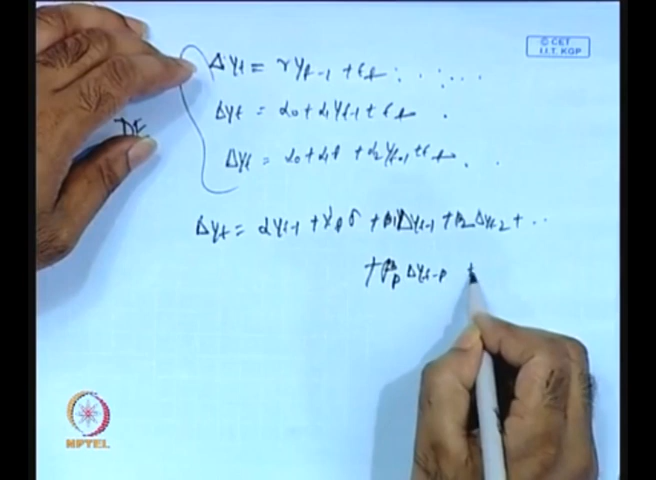 © CET
I.I.T. KGP
Δyt = γyt-1 + εt
Δyt = α0 + α1yt-1 + εt
DF
Δyt = α0 + α1t + α2yt-1 + εt
Δyt = αyt-1 + β1Δyt-1 + β2Δyt-2 + ..
+ βpΔyt-p +
NPTEL